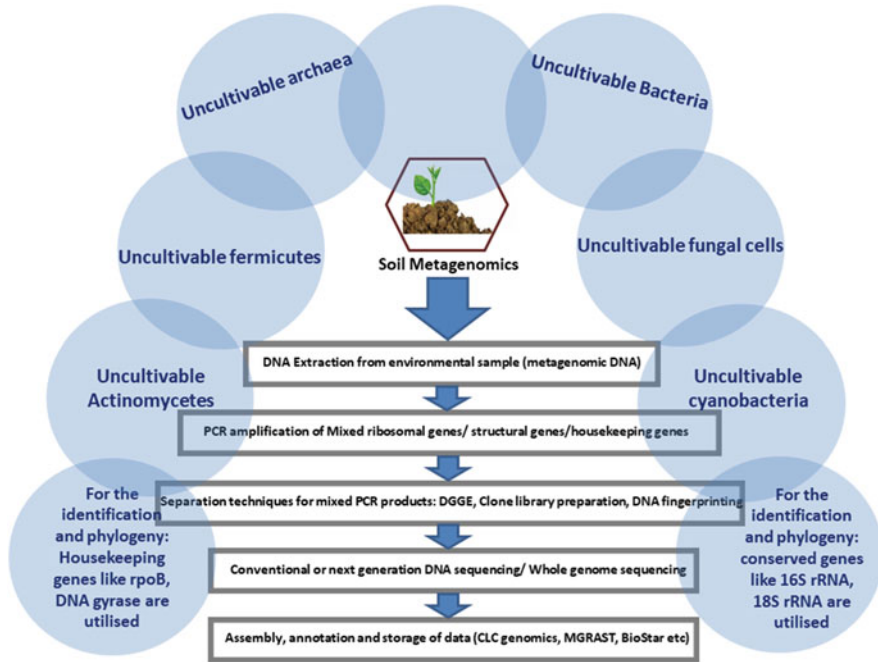 Uncultivable archaea
Uncultivable Bacteria
Uncultivable fermicutes
Uncultivable fungal cells
Soil Metagenomics
Uncultivable
Actinomycetes
Uncultivable
cyanobacteria
DNA Extraction from environmental sample (metagenomic DNA)
PCR amplification of Mixed ribosomal genes/ structural genes/housekeeping genes
Separation techniques for mixed PCR products: DGGE, Clone library preparation, DNA fingerprinting
Conventional or next generation DNA sequencing/ Whole genome sequencing
Assembly, annotation and storage of data (CLC genomics, MGRAST, BioStar etc)
For the
identification
and phylogeny:
Housekeeping
genes like rpoB,
DNA gyrase are
utilised
For the
identification
and phylogeny:
conserved genes
like 16S rRNA,
18S rRNA are
utilised